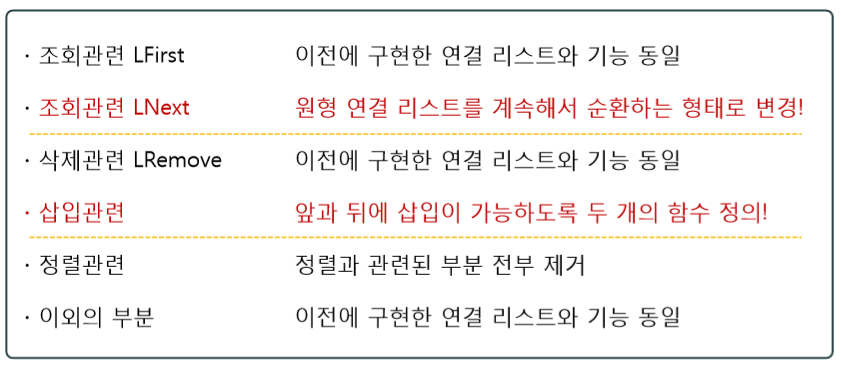 · 조회관련 LFirst 이전에 구현한 연결 리스트와 기능 동일
· 조회관련 LNext 원형 연결 리스트를 계속해서 순환하는 형태로 변경!
· 삭제관련 LRemove 이전에 구현한 연결 리스트와 기능 동일
· 삽입관련 앞과 뒤에 삽입이 가능하도록 두 개의 함수 정의!
· 정렬관련 정렬과 관련된 부분 전부 제거
· 이외의 부분 이전에 구현한 연결 리스트와 기능 동일